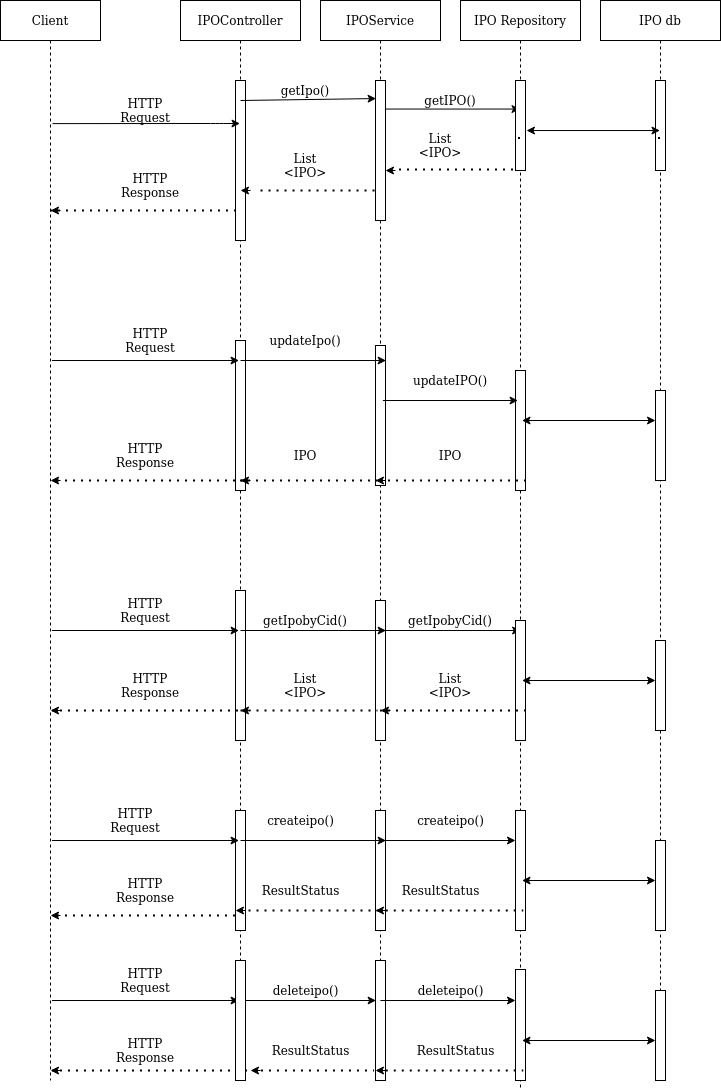 Client
IPOController
IPOService
IPO Repository
IPO db
getIpo()
getIPO()
HTTP
Request
List
<IPO>
List
<IPO>
HTTP
Response
HTTP
Request
updateIpo()
updateIPO()
HTTP
Response
IPO
IPO
HTTP
Request
getIpobyCid()
getIpobyCid()
HTTP
Response
List
<IPO>
List
<IPO>
HTTP
Request
createipo()
createipo()
HTTP
Response
ResultStatus
ResultStatus
HTTP
Request
deleteipo()
deleteipo()
HTTP
Response
ResultStatus
ResultStatus